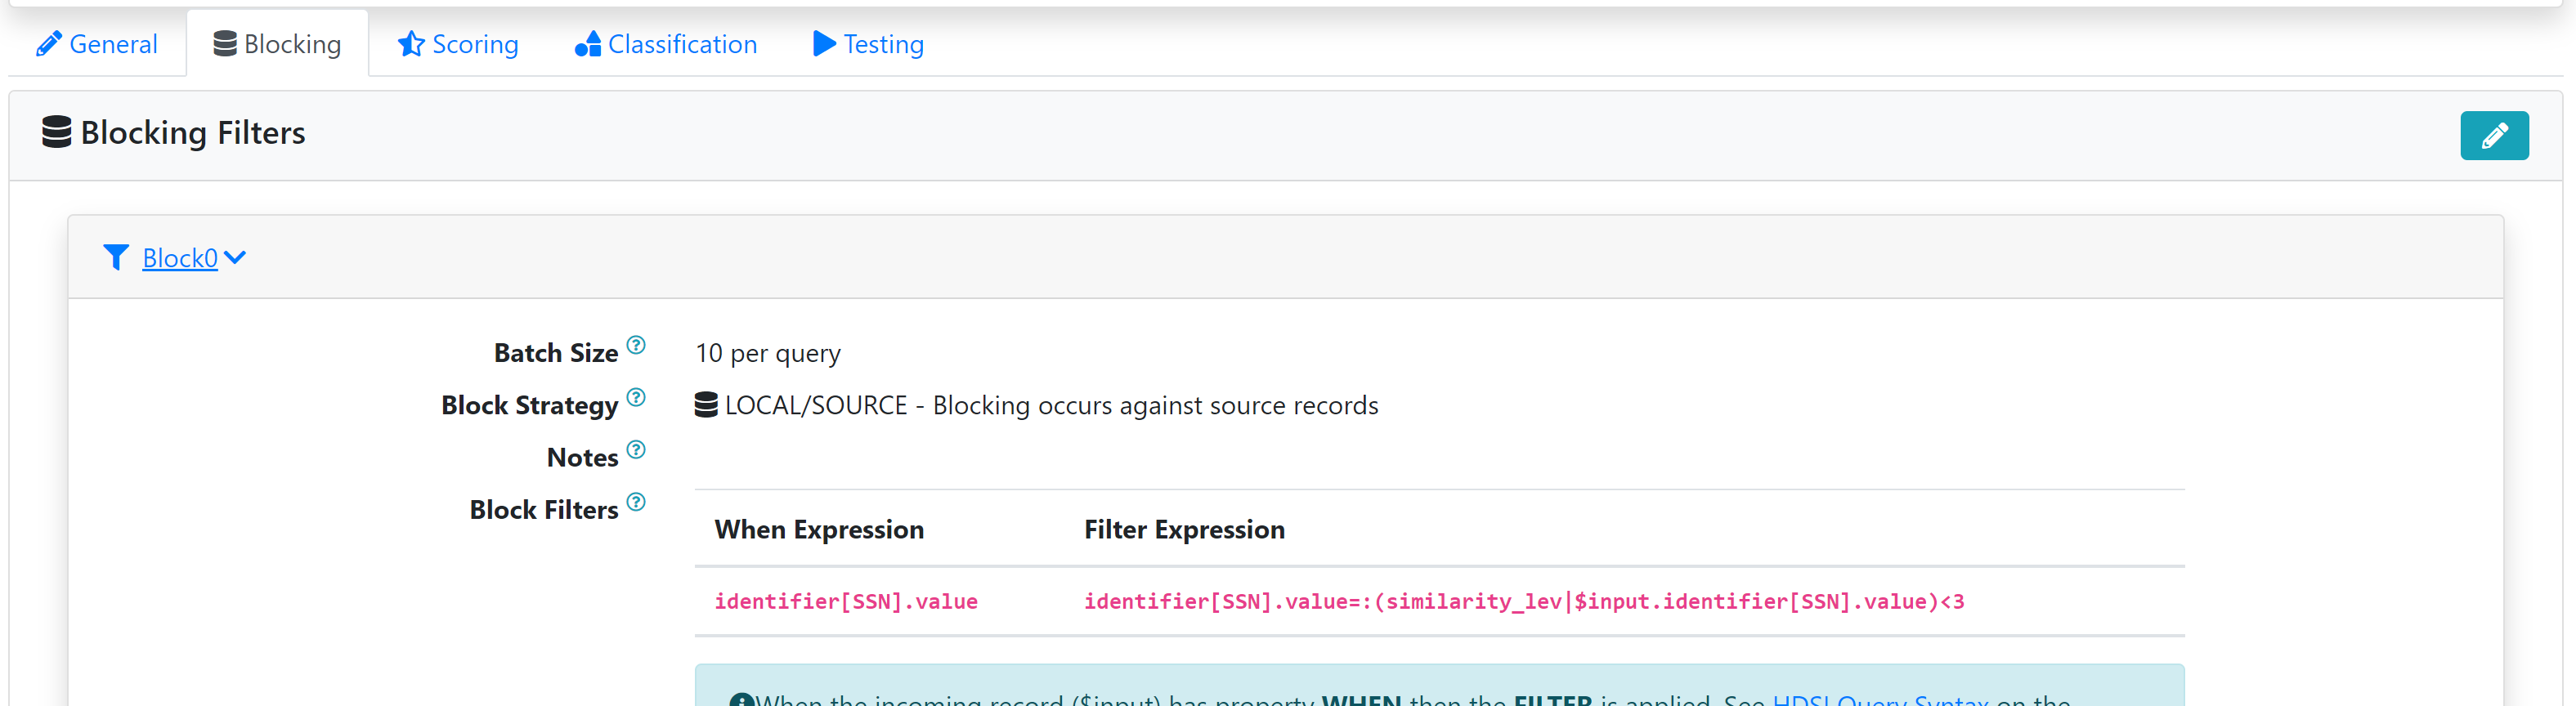 General Blocking Scoring Classification Testing
Blocking Filters
Block0
Batch Size 10 per query
Block Strategy LOCAL/SOURCE - Blocking occurs against source records
Notes
Block Filters
When Expression Filter Expression
identifier[SSN].value identifier[SSN].value=:(similarity_lev|$input.identifier[SSN].value)<3
When the incoming record ($input) has property WHEN then the FILTER is applied. See HDSI Query Syntax on the